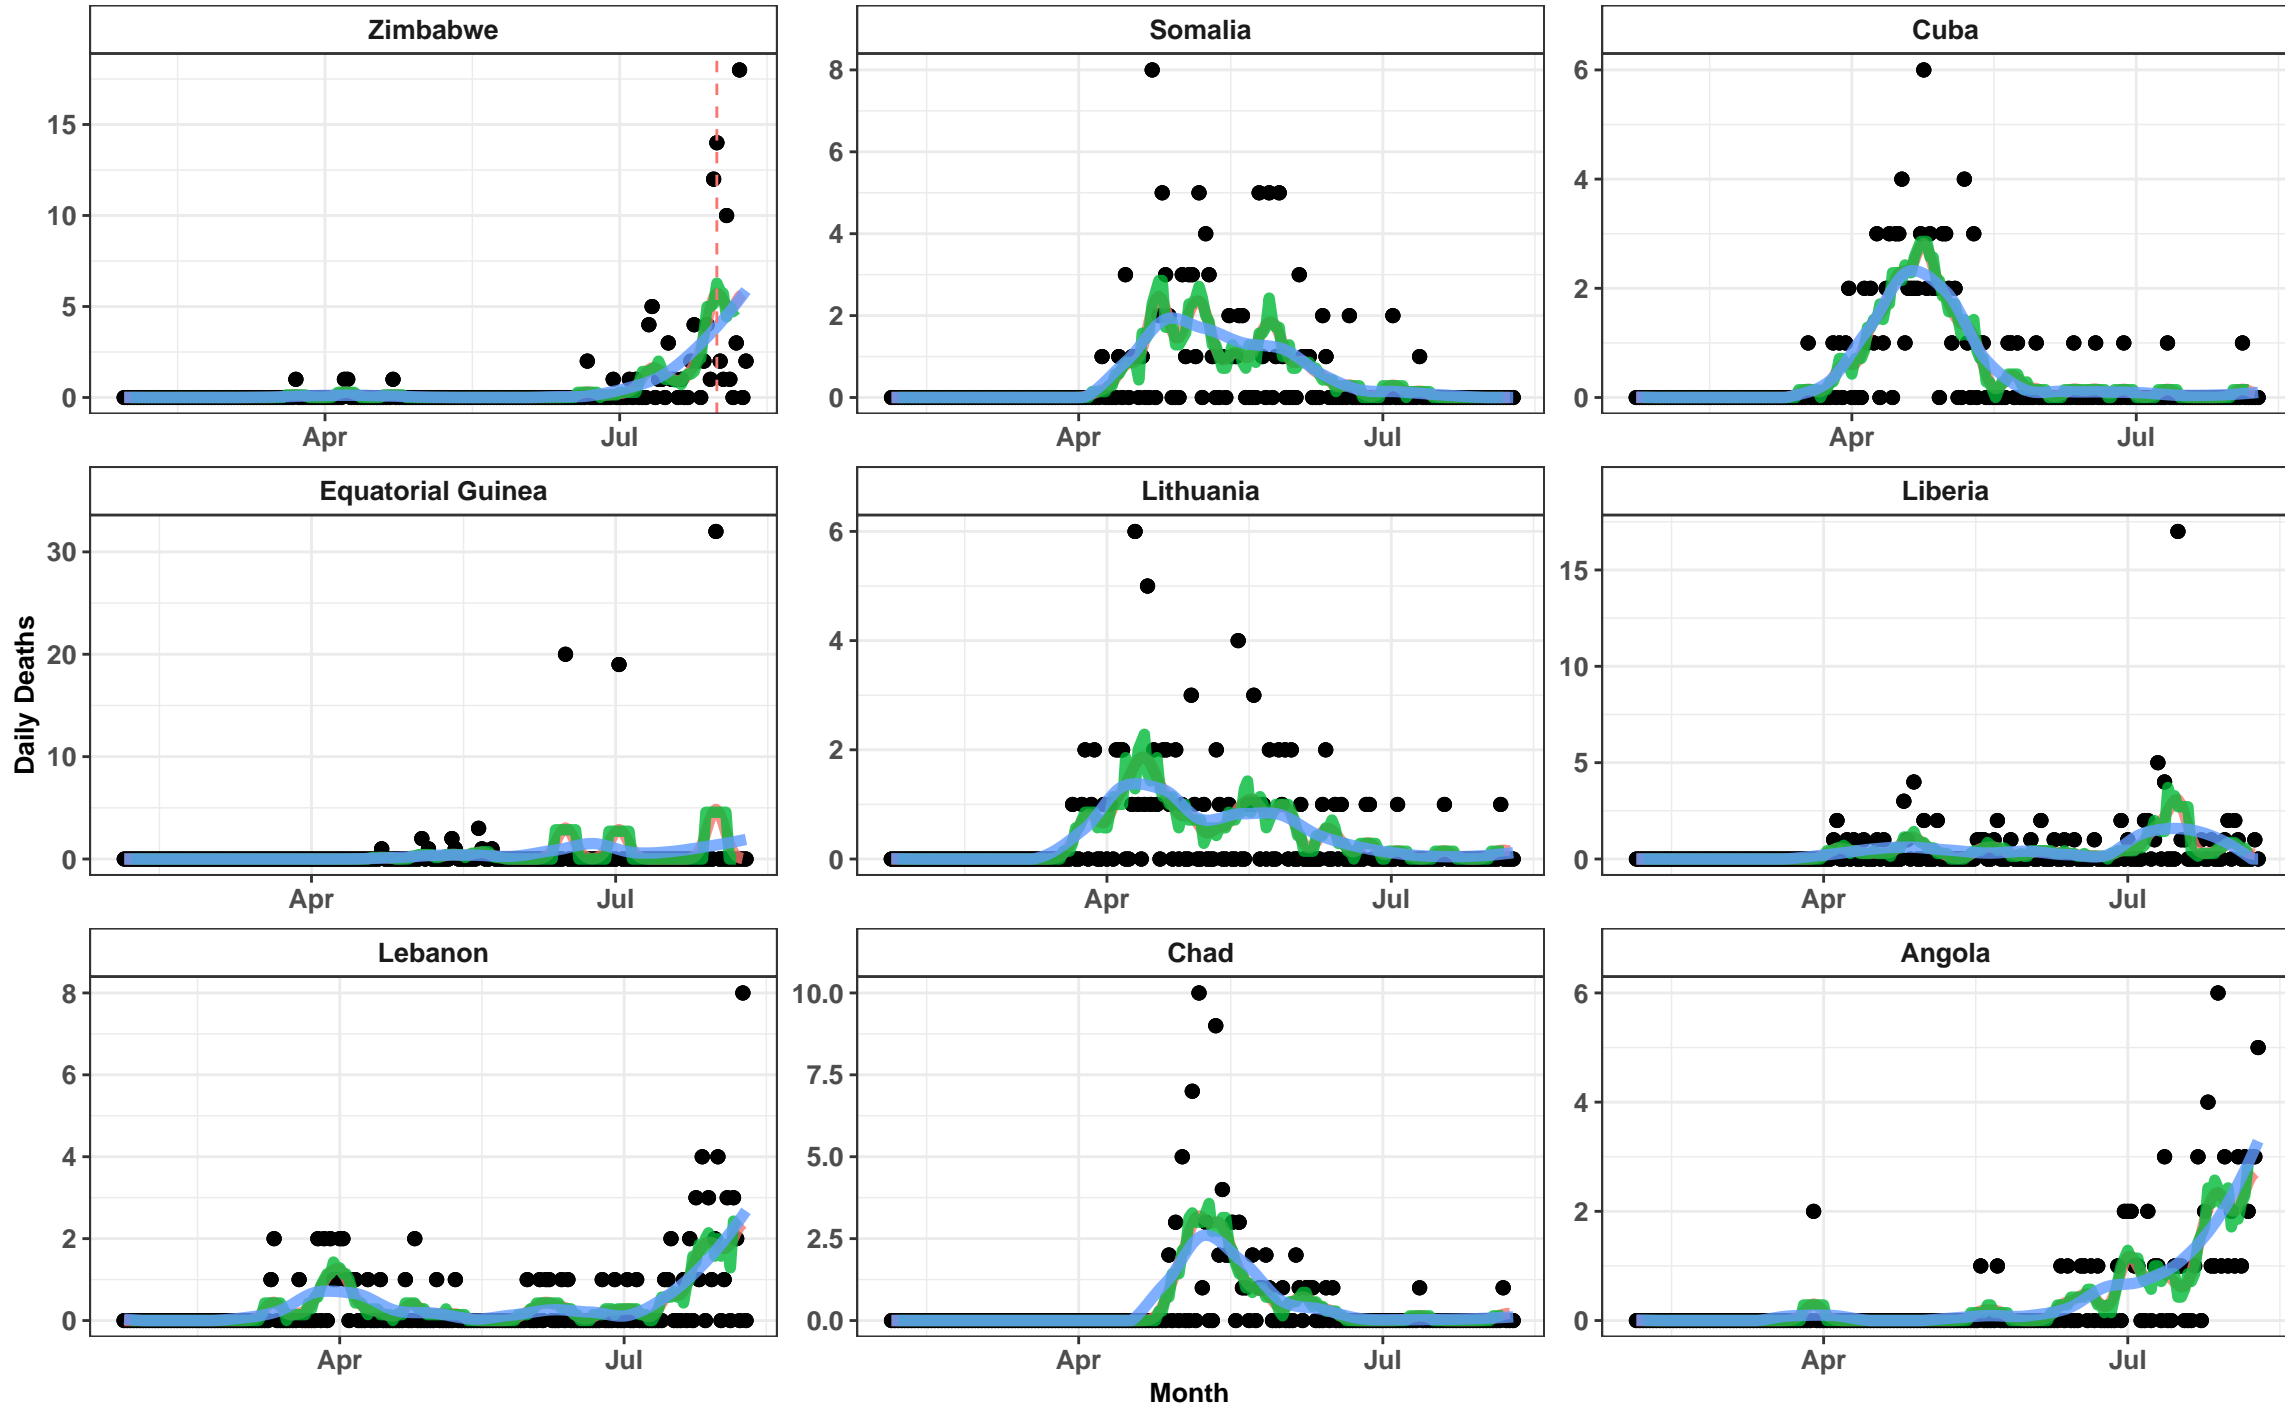 Zimbabwe
Somalia
Cuba
15
10
5
0
8
6
4
2
0
6
4
2
0
Apr Jul
Apr Jul
Apr Jul
Equatorial Guinea
Lithuania
Liberia
Daily Deaths
30
20
10
0
6
4
2
0
15
10
5
0
Apr Jul
Apr Jul
Apr Jul
Lebanon
Chad
Angola
8
6
4
2
0
10.0
7.5
5.0
2.5
0.0
6
4
2
0
Apr Jul
Apr Jul
Apr Jul
Month